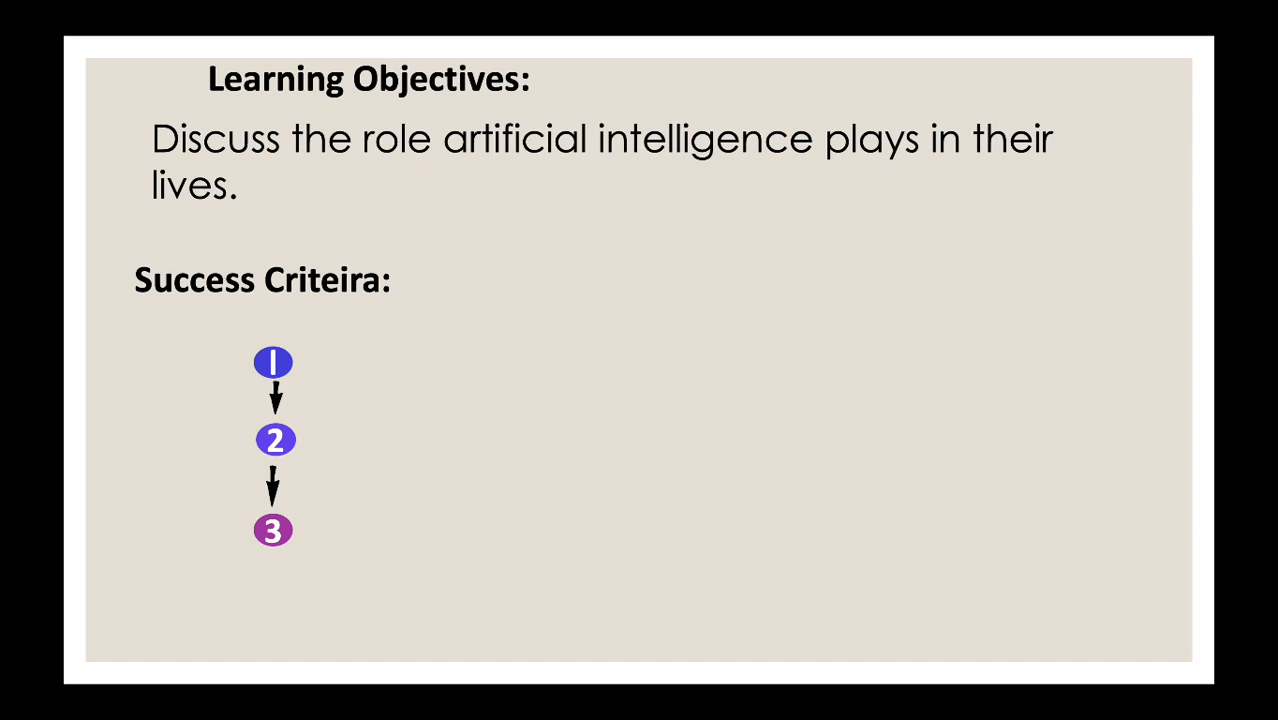 Learning Objectives:
Discuss the role artificial intelligence plays in their
lives.
Success Criteira:
1
2
3